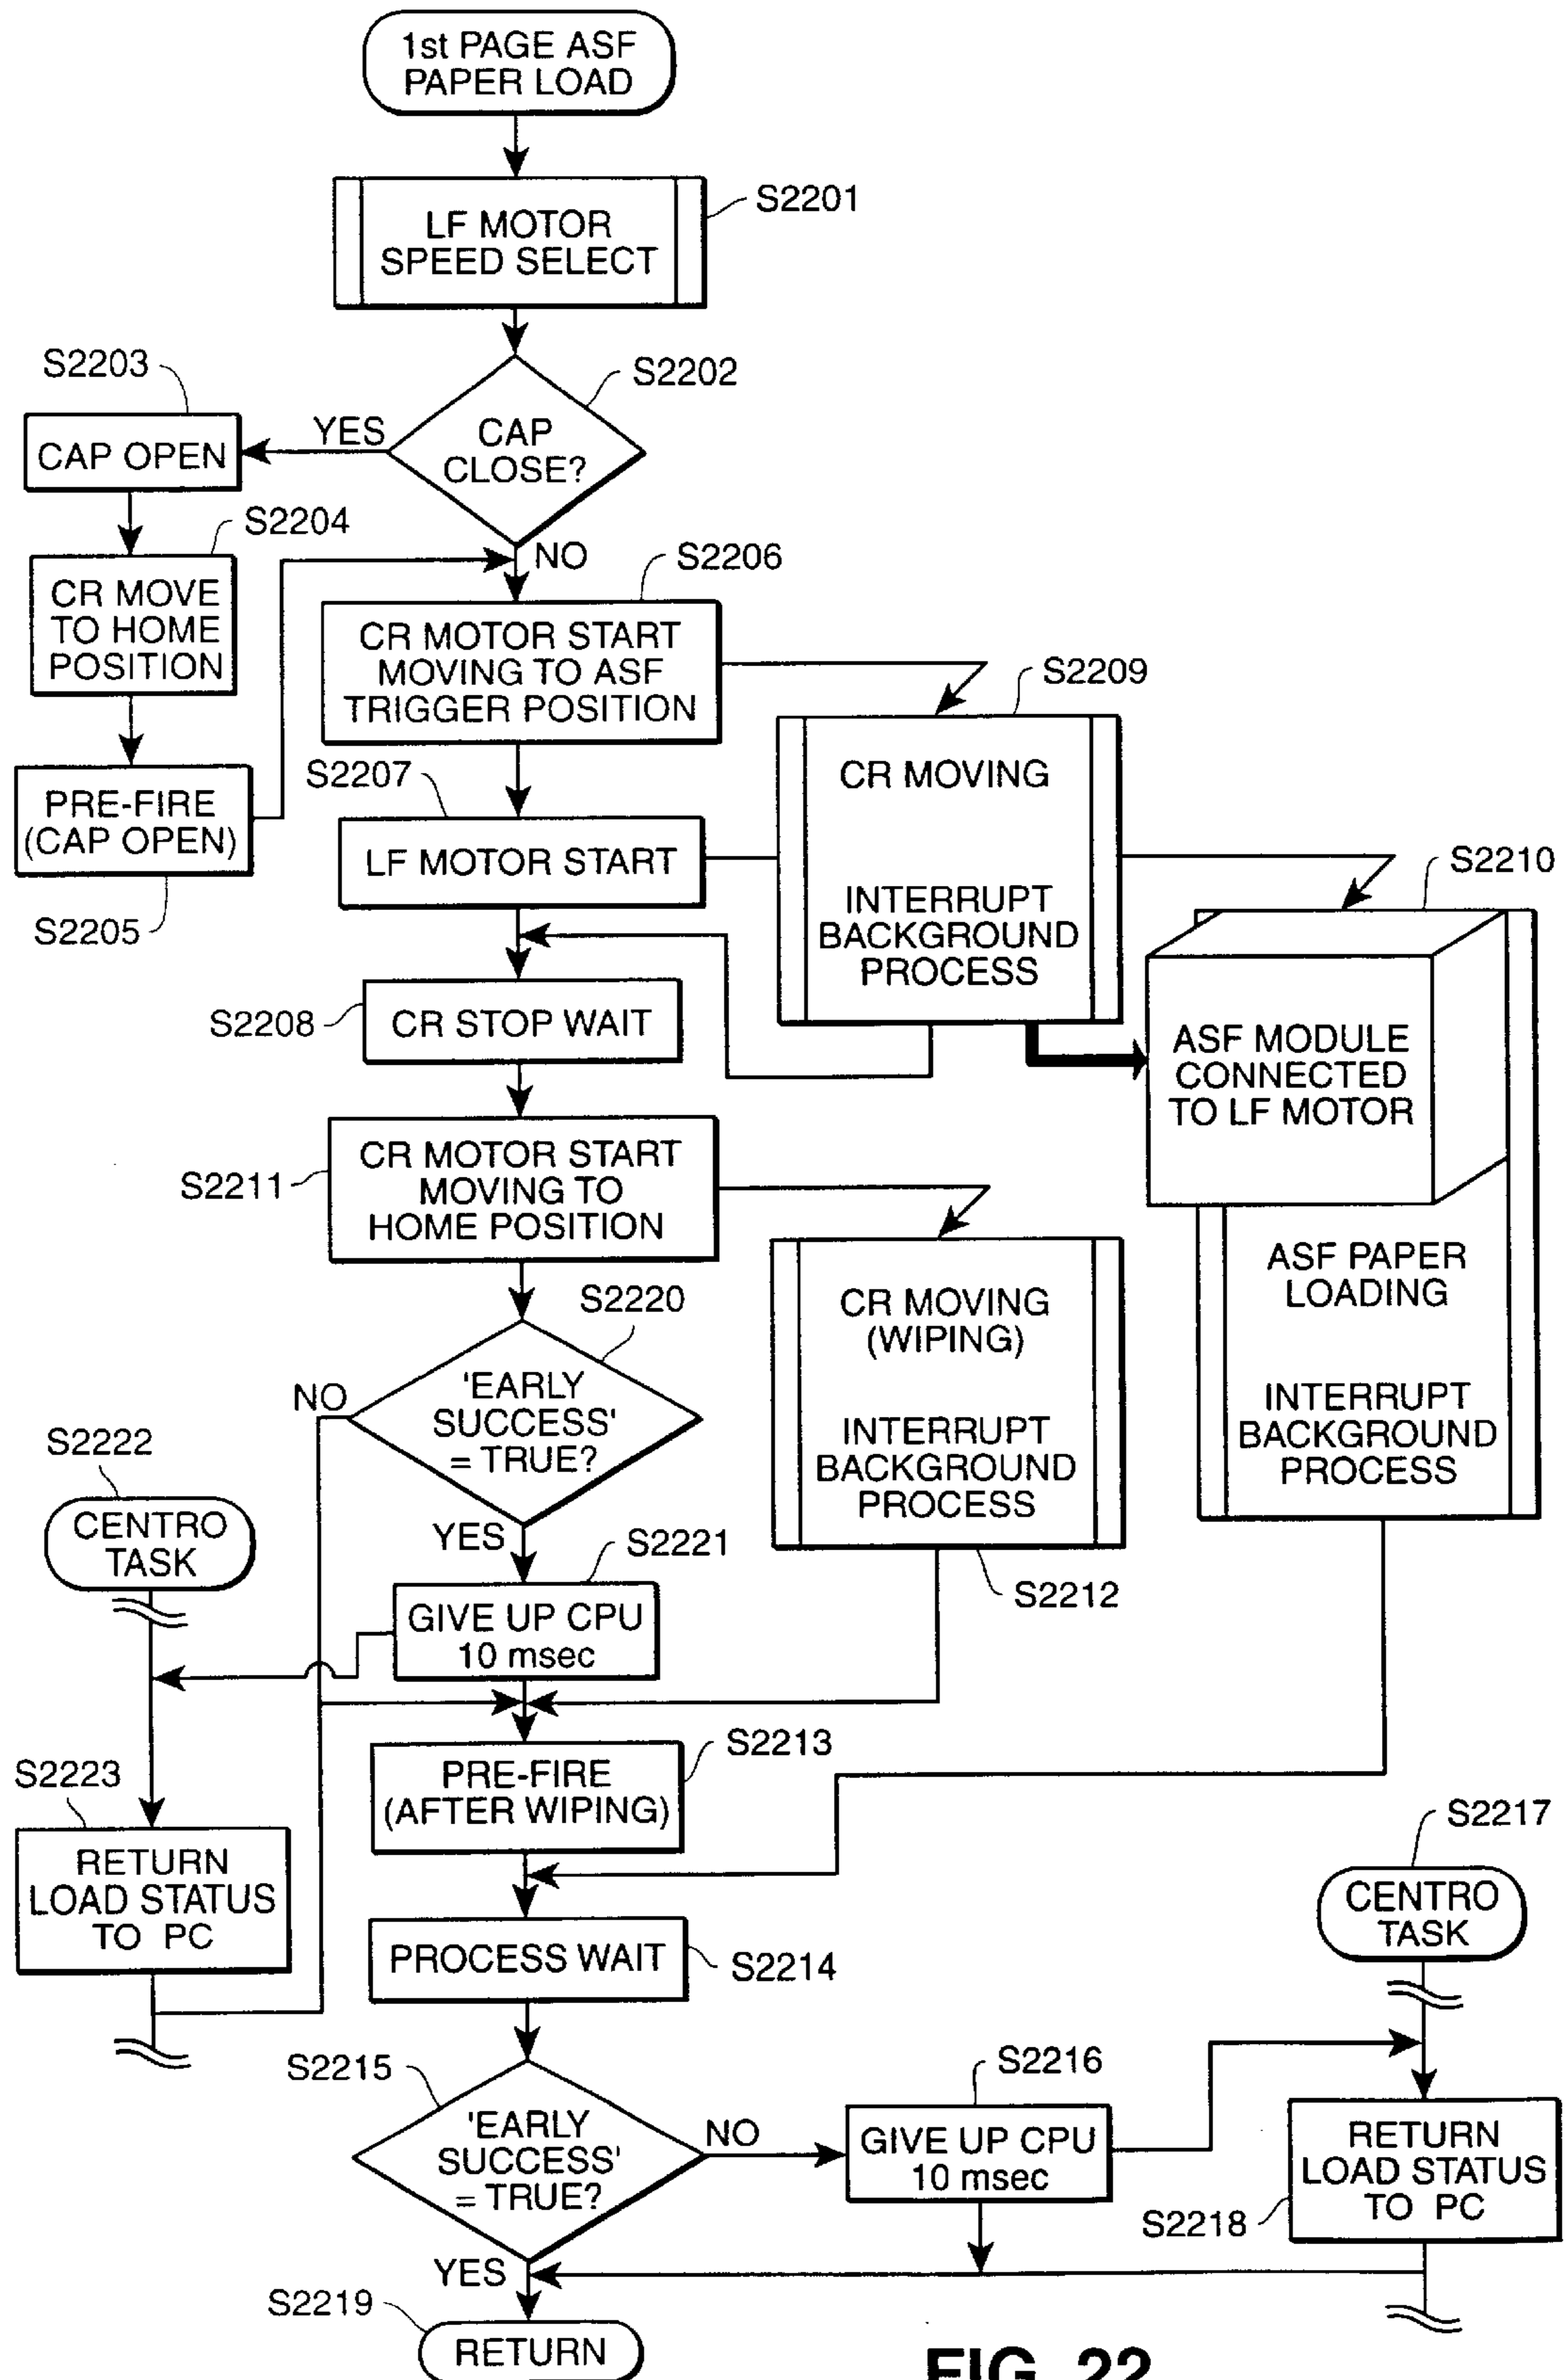 1st PAGE ASF
PAPER LOAD
S2201
LF MOTOR
SPEED SELECT
S2203
S2202
CAP OPEN
YES
CAP
CLOSE?
S2204
NO
S2206
CR MOVE
TO HOME
POSITION
CR MOTOR START
MOVING TO ASF
TRIGGER POSITION
S2209
S2207
CR MOVING
PRE-FIRE
(CAP OPEN)
LF MOTOR START
S2210
S2205
INTERRUPT
BACKGROUND
PROCESS
S2208
CR STOP WAIT
ASF MODULE
CONNECTED
TO LF MOTOR
S2211
CR MOTOR START
MOVING TO
HOME POSITION
ASF PAPER
LOADING
S2220
CR MOVING
(WIPING)
NO
'EARLY
SUCCESS'
= TRUE?
INTERRUPT
BACKGROUND
PROCESS
INTERRUPT
BACKGROUND
PROCESS
S2222
CENTRO
TASK
YES
S2221
S2212
GIVE UP CPU
10 msec
S2213
S2223
PRE-FIRE
(AFTER WIPING)
S2217
RETURN
LOAD STATUS
TO PC
CENTRO
TASK
PROCESS WAIT
S2214
S2215
S2216
'EARLY
SUCCESS'
= TRUE?
NO
GIVE UP CPU
10 msec
RETURN
LOAD STATUS
TO PC
S2218
YES
S2219
RETURN
FIG. 22